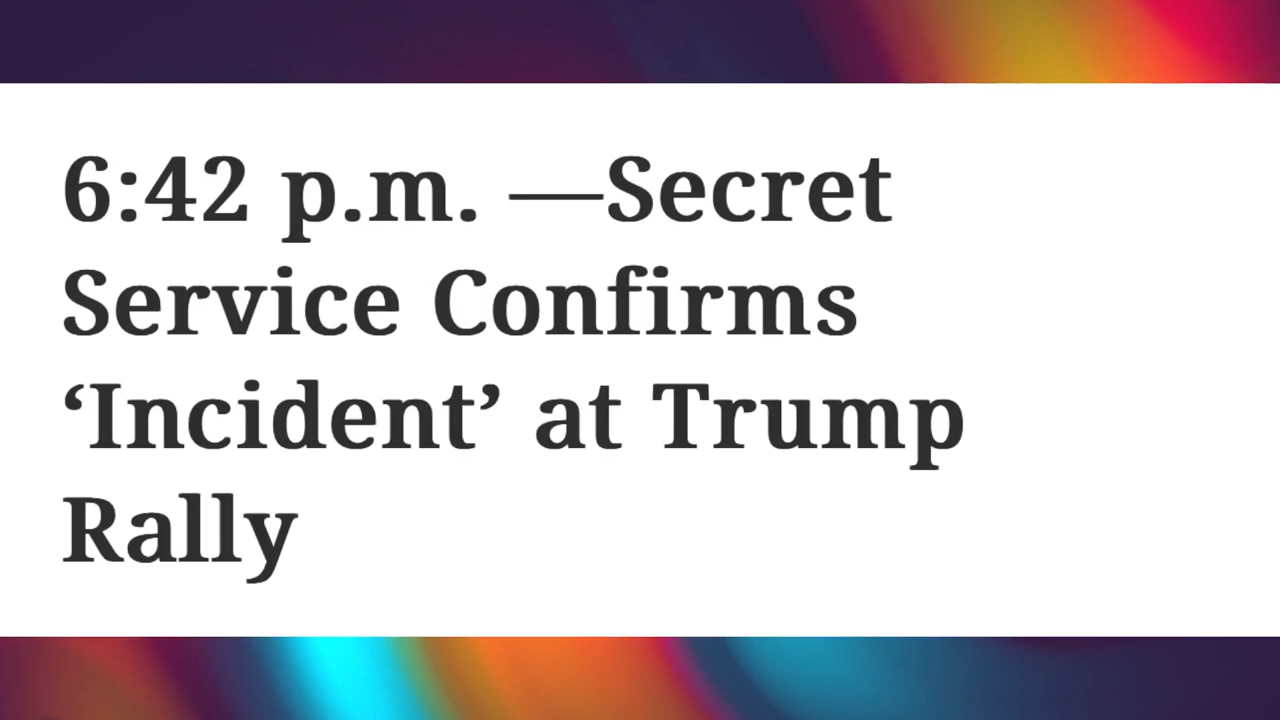 6:42 p.m. —Secret
Service Confirms
‘Incident’ at Trump
Rally